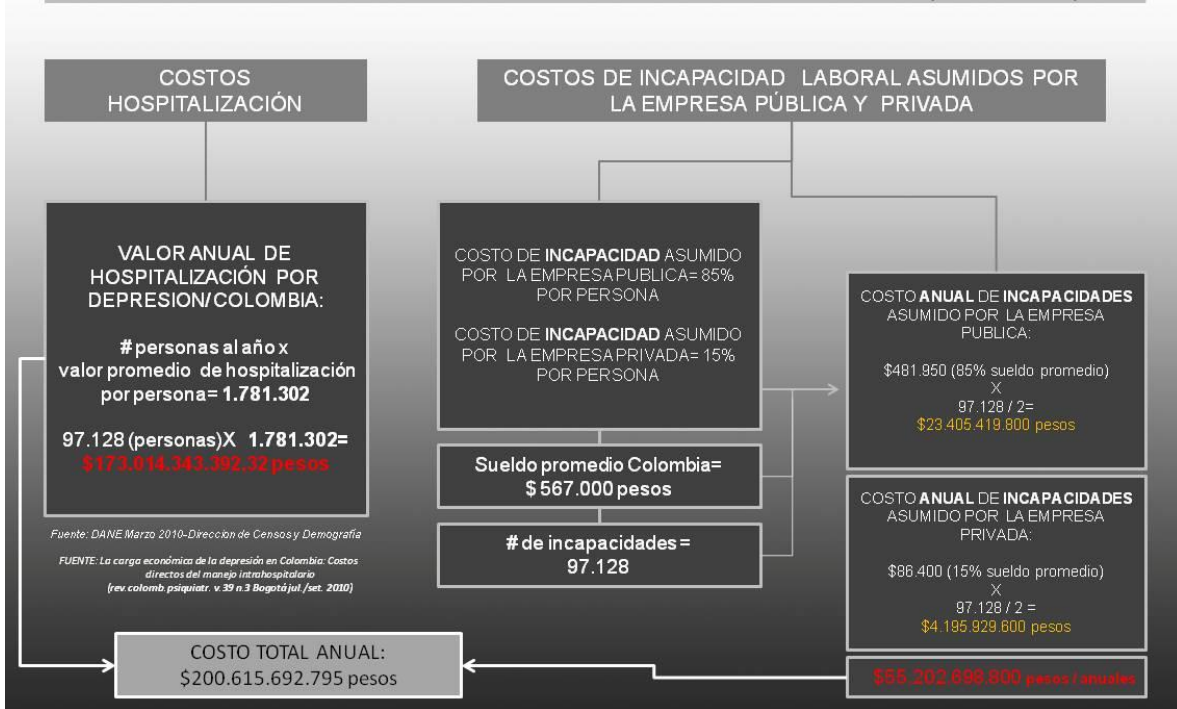 COSTOS
HOSPITALIZACIÓN
COSTOS DE INCAPACIDAD LABORAL ASUMIDOS POR
LA EMPRESA PÚBLICA Y PRIVADA
VALOR ANUAL DE
HOSPITALIZACIÓN POR
DEPRESION/COLOMBIA:
# personas al año x
valor promedio de hospitalización
por persona= 1.781.302
97.128 (personas)X 1.781.302=
$173.014.343.392.32 pesos
Fuente: DANE Marzo 2010-Direccion de Censos y Demografía
FUENTE: La carga económica de la depresión en Colombia: Costos
directos del manejo intrahospitalario
(rev.colomb.psiquiatr. v.39 n.3 Bogotá jul./set. 2010)
COSTO DE INCAPACIDAD ASUMIDO
POR LA EMPRESA PUBLICA= 85%
POR PERSONA
COSTO DE INCAPACIDAD ASUMIDO
POR LA EMPRESA PRIVADA= 15%
POR PERSONA
Sueldo promedio Colombia=
$ 567.000 pesos
# de incapacidades =
97.128
COSTO ANUAL DE INCAPACIDADES
ASUMIDO POR LA EMPRESA
PUBLICA:
$481.950 (85% sueldo promedio)
X
97.128 / 2=
$23.405.419.800 pesos
COSTO ANUAL DE INCAPACIDADES
ASUMIDO POR LA EMPRESA
PRIVADA:
$86.400 (15% sueldo promedio)
X
97.128 / 2 =
$4.195.929.600 pesos
$55.202.698.800 pesos / anuales
COSTO TOTAL ANUAL:
$200.615.692.795 pesos